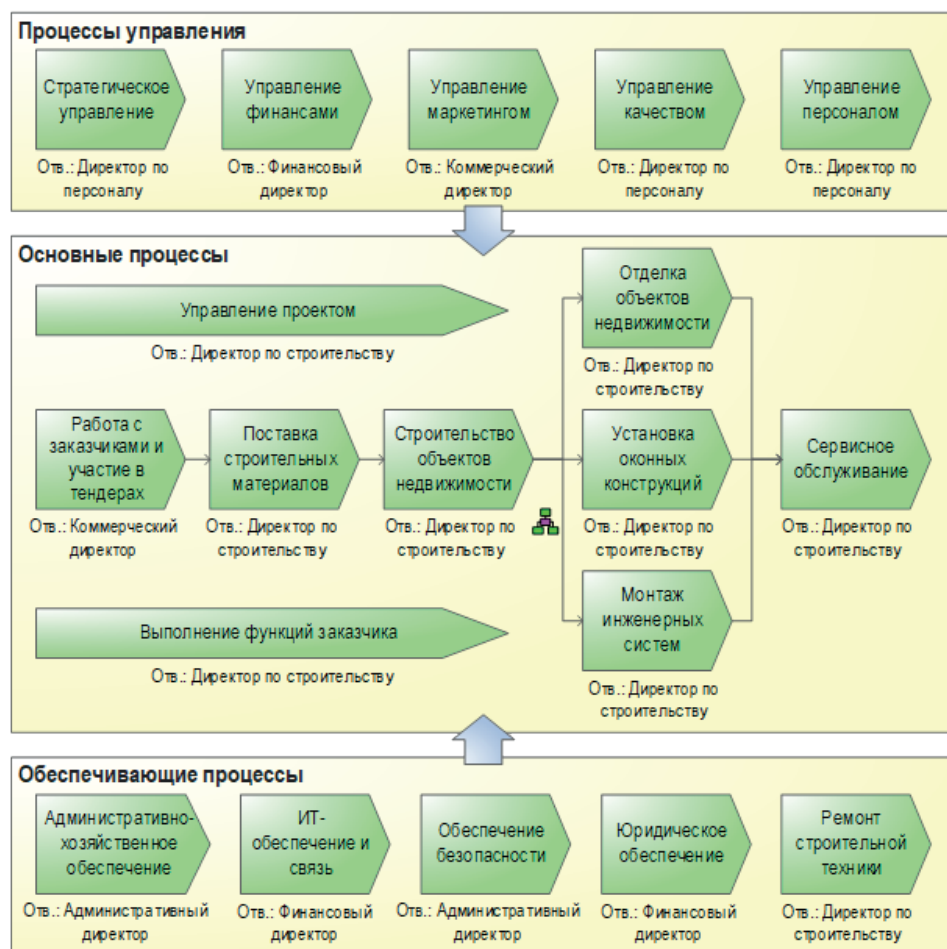 Процессы управления
Стратегическое
управление
Отв.: Директор по
персоналу
Управление
финансами
Отв.: Финансовый
директор
Управление
маркетингом
Отв.: Коммерческий
директор
Управление
качеством
Отв.: Директор по
персоналу
Управление
персоналом
Отв.: Директор по
персоналу
Основные процессы
Управление проектом
Отв.: Директор по строительству
Работа с
заказчиками и
участие в
тендерах
Отв.: Коммерческий
директор
Поставка
строительных
материалов
Отв.: Директор по
строительству
Строительство
объектов
недвижимости
Отв.: Директор по
строительству
Отделка
объектов
недвижимости
Отв.: Директор по
строительству
Установка
оконных
конструкций
Отв.: Директор по
строительству
Монтаж
инженерных
систем
Отв.: Директор по
строительству
Сервисное
обслуживание
Отв.: Директор по
строительству
Выполнение функций заказчика
Отв.: Директор по строительству
Обеспечивающие процессы
Административно-
хозяйственное
обеспечение
Отв.: Административный
директор
ИТ-
обеспечение и
связь
Отв.: Финансовый
директор
Обеспечение
безопасности
Отв.: Административный
директор
Юридическое
обеспечение
Отв.: Финансовый
директор
Ремонт
строительной
техники
Отв.: Директор по
строительству